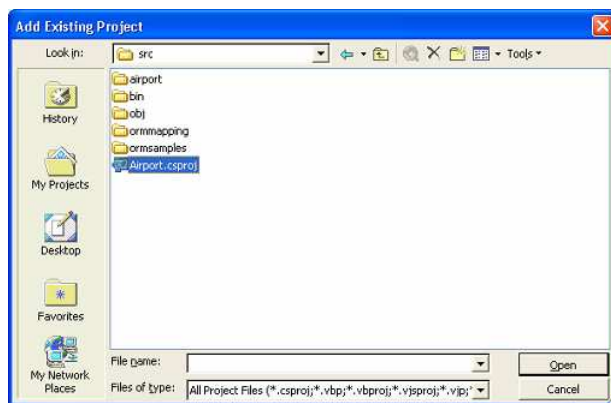 Add Existing Project
Look in: src Tools
airport
bin
obj
ormmapping
ormsamples
Airport.csproj
History
My Projects
Desktop
Favorites
My Network Places
File name: Open
Files of type: All Project Files (*.csproj;*.vbp;*.vbproj;*.vjsproj;*.vjp;* Cancel